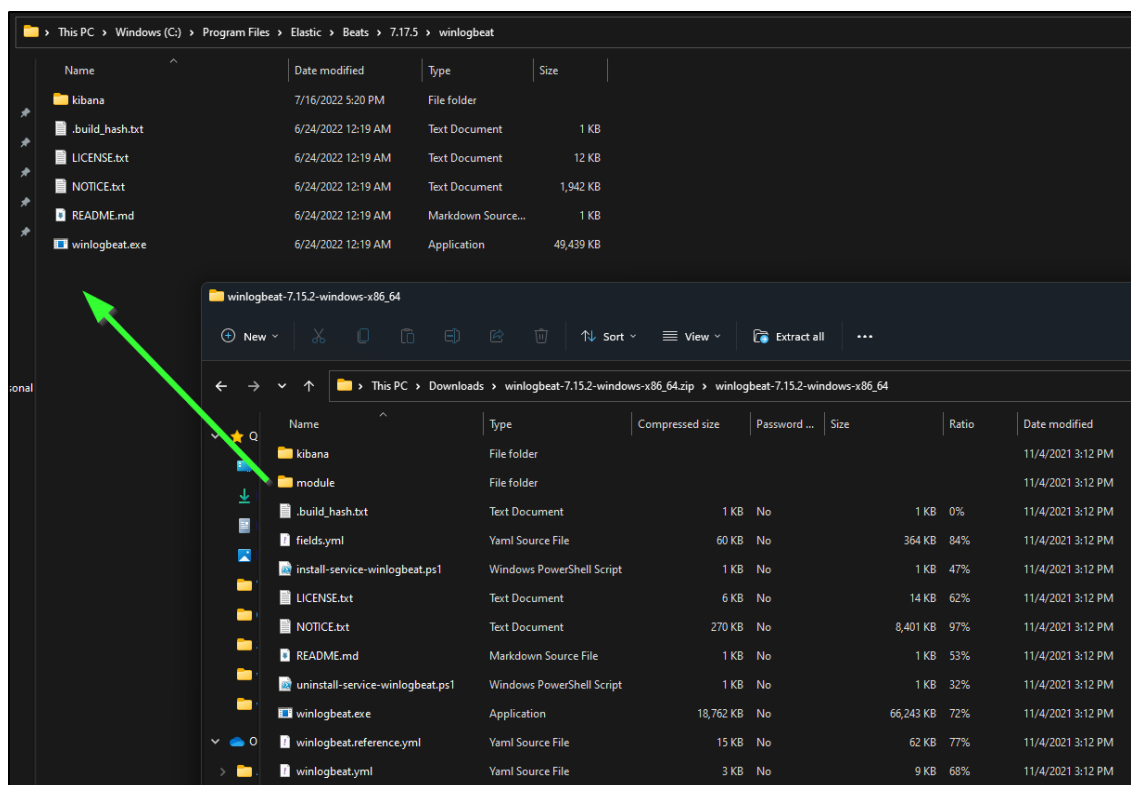 This PC > Windows (C:) > Program Files > Elastic > Beats > 7.17.5 > winlogbeat
Name Date modified Type Size
kibana 7/16/2022 5:20 PM File folder
.build_hash.txt 6/24/2022 12:19 AM Text Document 1 KB
LICENSE.txt 6/24/2022 12:19 AM Text Document 12 KB
NOTICE.txt 6/24/2022 12:19 AM Text Document 1,942 KB
README.md 6/24/2022 12:19 AM Markdown Source... 1 KB
winlogbeat.exe 6/24/2022 12:19 AM Application 49,439 KB
winlogbeat-7.15.2-windows-x86_64
New Sort View Extract all ...
sonal
This PC > Downloads > winlogbeat-7.15.2-windows-x86_64.zip > winlogbeat-7.15.2-windows-x86_64
Name Type Compressed size Password ... Size Ratio Date modified
Q
kibana File folder 11/4/2021 3:12 PM
module File folder 11/4/2021 3:12 PM
.build_hash.txt Text Document 1 KB No 1 KB 0% 11/4/2021 3:12 PM
fields.yml Yaml Source File 60 KB No 364 KB 84% 11/4/2021 3:12 PM
install-service-winlogbeat.ps1 Windows PowerShell Script 1 KB No 1 KB 47% 11/4/2021 3:12 PM
LICENSE.txt Text Document 6 KB No 14 KB 62% 11/4/2021 3:12 PM
NOTICE.txt Text Document 270 KB No 8,401 KB 97% 11/4/2021 3:12 PM
README.md Markdown Source File 1 KB No 1 KB 53% 11/4/2021 3:12 PM
uninstall-service-winlogbeat.ps1 Windows PowerShell Script 1 KB No 1 KB 32% 11/4/2021 3:12 PM
winlogbeat.exe Application 18,762 KB No 66,243 KB 72% 11/4/2021 3:12 PM
O winlogbeat.reference.yml Yaml Source File 15 KB No 62 KB 77% 11/4/2021 3:12 PM
winlogbeat.yml Yaml Source File 3 KB No 9 KB 68% 11/4/2021 3:12 PM